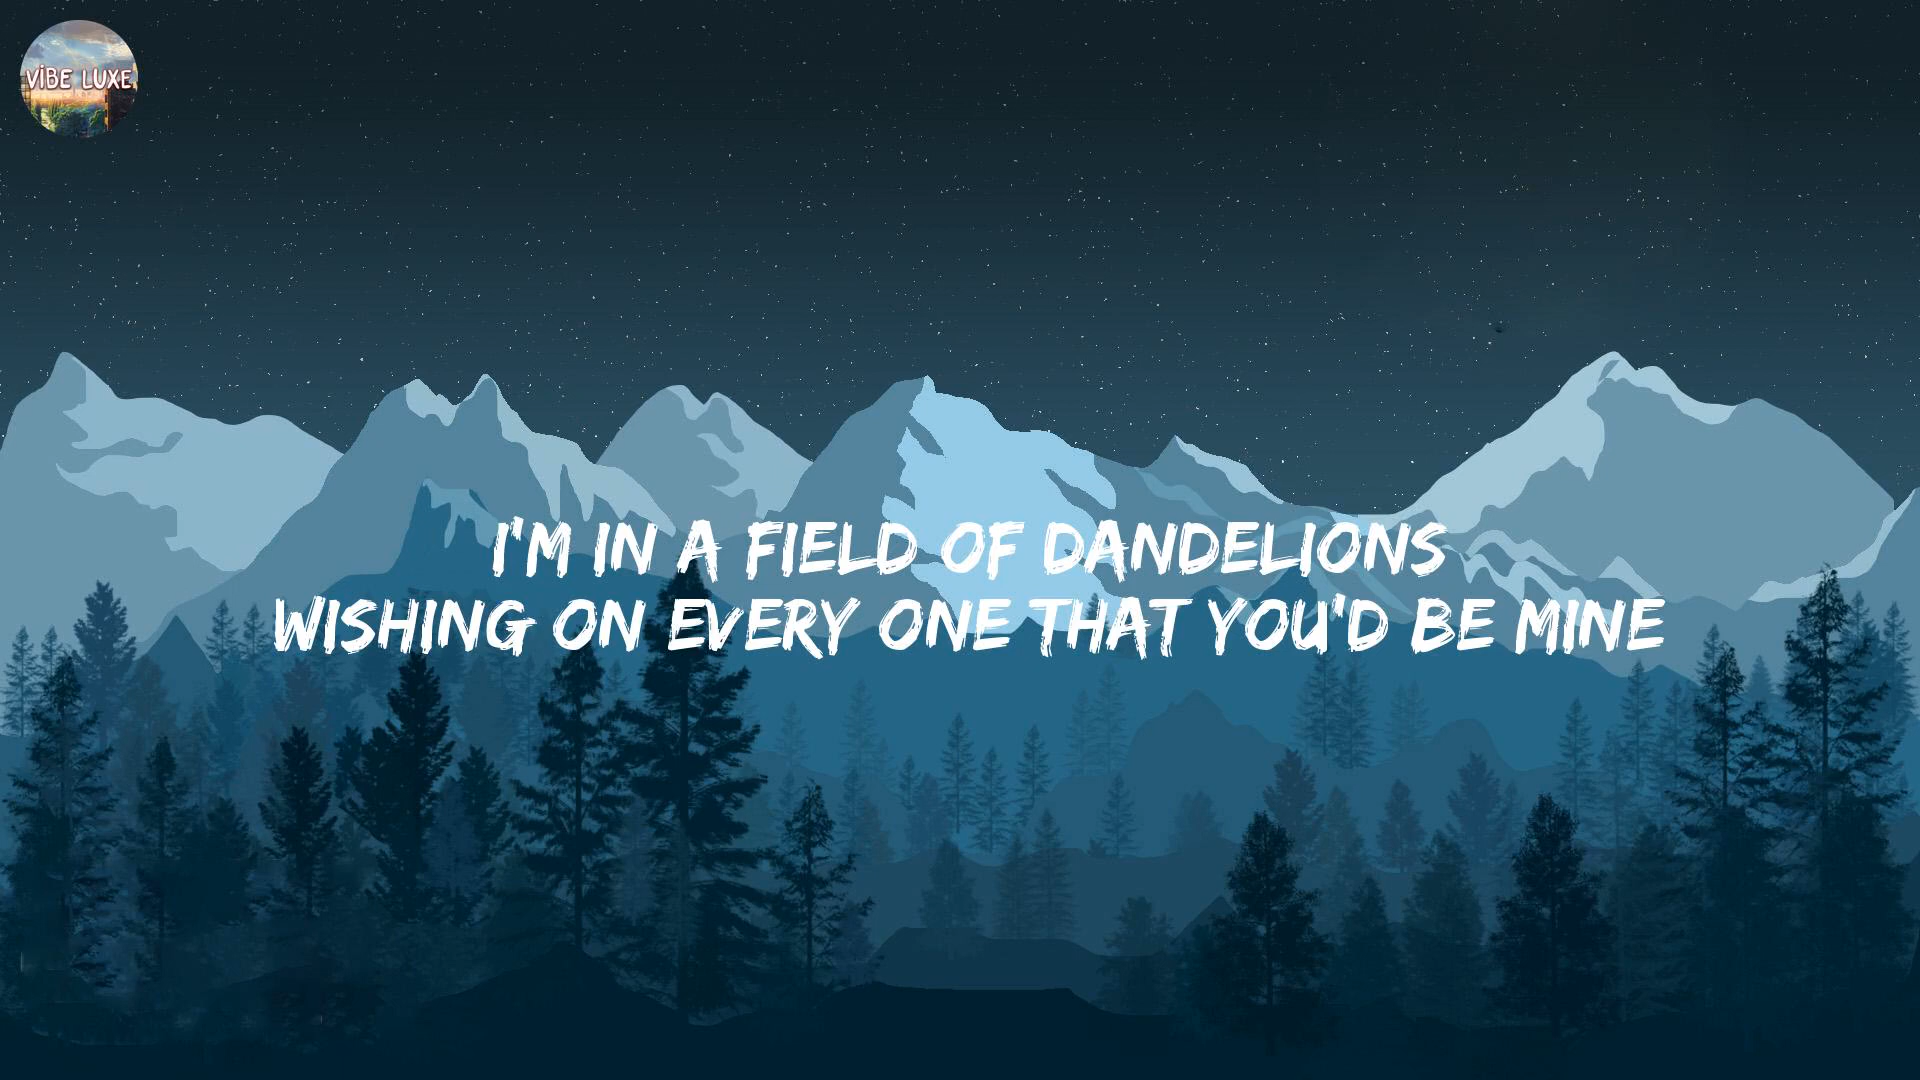 VİBE LUXE
I'M IN A FIELD OF DANDELIONS
WISHING ON EVERY ONE THAT YOU'D BE MINE